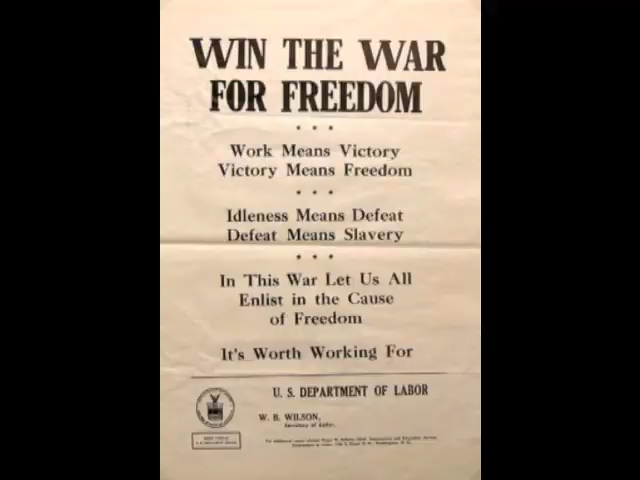 WIN THE WAR
FOR FREEDOM
Work Means Victory
Victory Means Freedom
Idleness Means Defeat
Defeat Means Slavery
In This War Let Us All
Enlist in the Cause
of Freedom
It's Worth Working For
U. S. DEPARTMENT OF LABOR
W. B. WILSON,
Secretary of Labor.